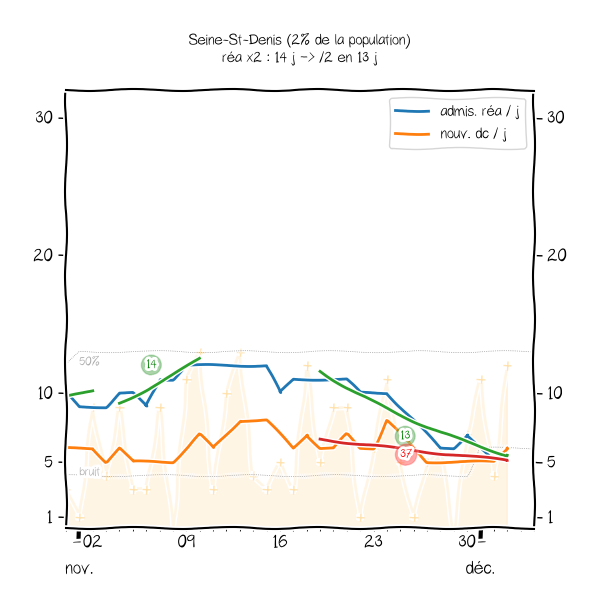 Seine-St-Denis (2% de la population)
réa x2 : 14 j -> /2 en 13 j
admis. réa / j
nouv. dc / j
30
30
20
20
50%
14
10
10
13
37
5
5
bruit
1
1
02
09
16
23
30
nov.
déc.